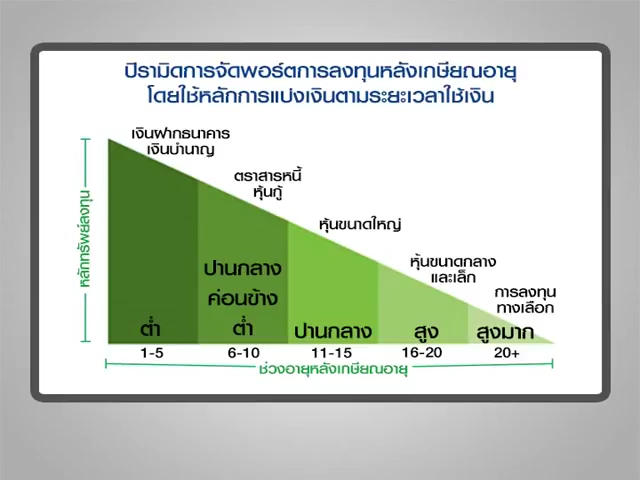 ปิรามิดการจัดพอร์ตการลงทุนหลังเกษียณอายุ
โดยใช้หลักการแบ่งเงินตามระยะเวลาใช้เงิน
เงินฝากธนาคาร
เงินบำนาญ
ตราสารหนี้
หุ้นกู้
หุ้นขนาดใหญ่
หุ้นขนาดกลาง
และเล็ก
การลงทุน
ทางเลือก
หลักทรัพย์ลงทุน
ต่ำ
ปานกลาง
ค่อนข้าง
ต่ำ
ปานกลาง
สูง
สูงมาก
1-5
6-10
11-15
16-20
20+
ช่วงอายุหลังเกษียณอายุ